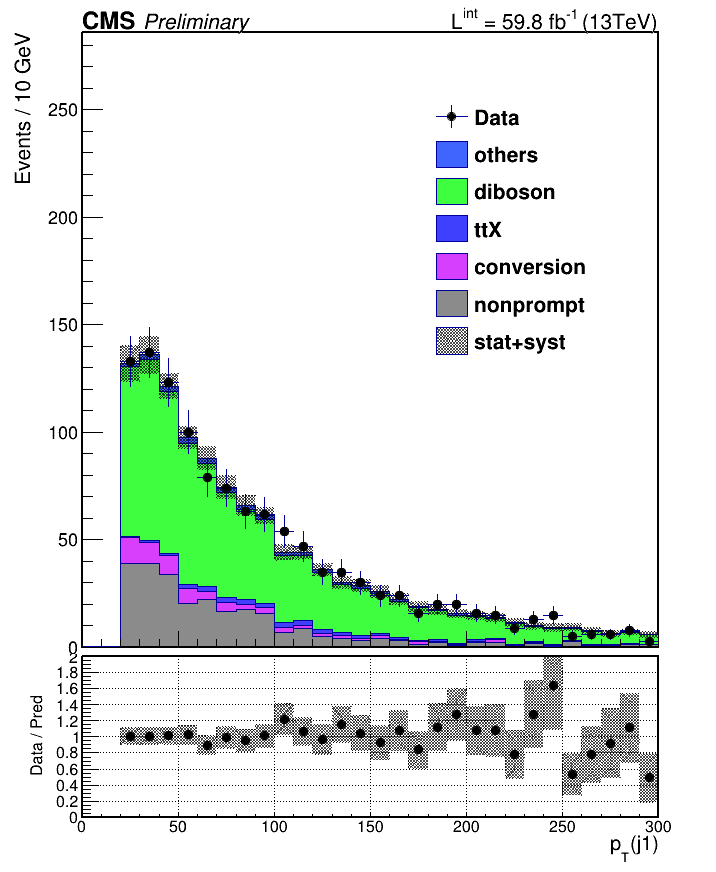 CMS Preliminary L^int = 59.8 fb^-1 (13TeV)
Events / 10 GeV
250
200
150
100
50
0
Data
others
diboson
ttX
conversion
nonprompt
stat+syst
Data / Pred
2
1.8
1.6
1.4
1.2
1
0.8
0.6
0.4
0.2
0
0 50 100 150 200 250 300
p_T(j1)